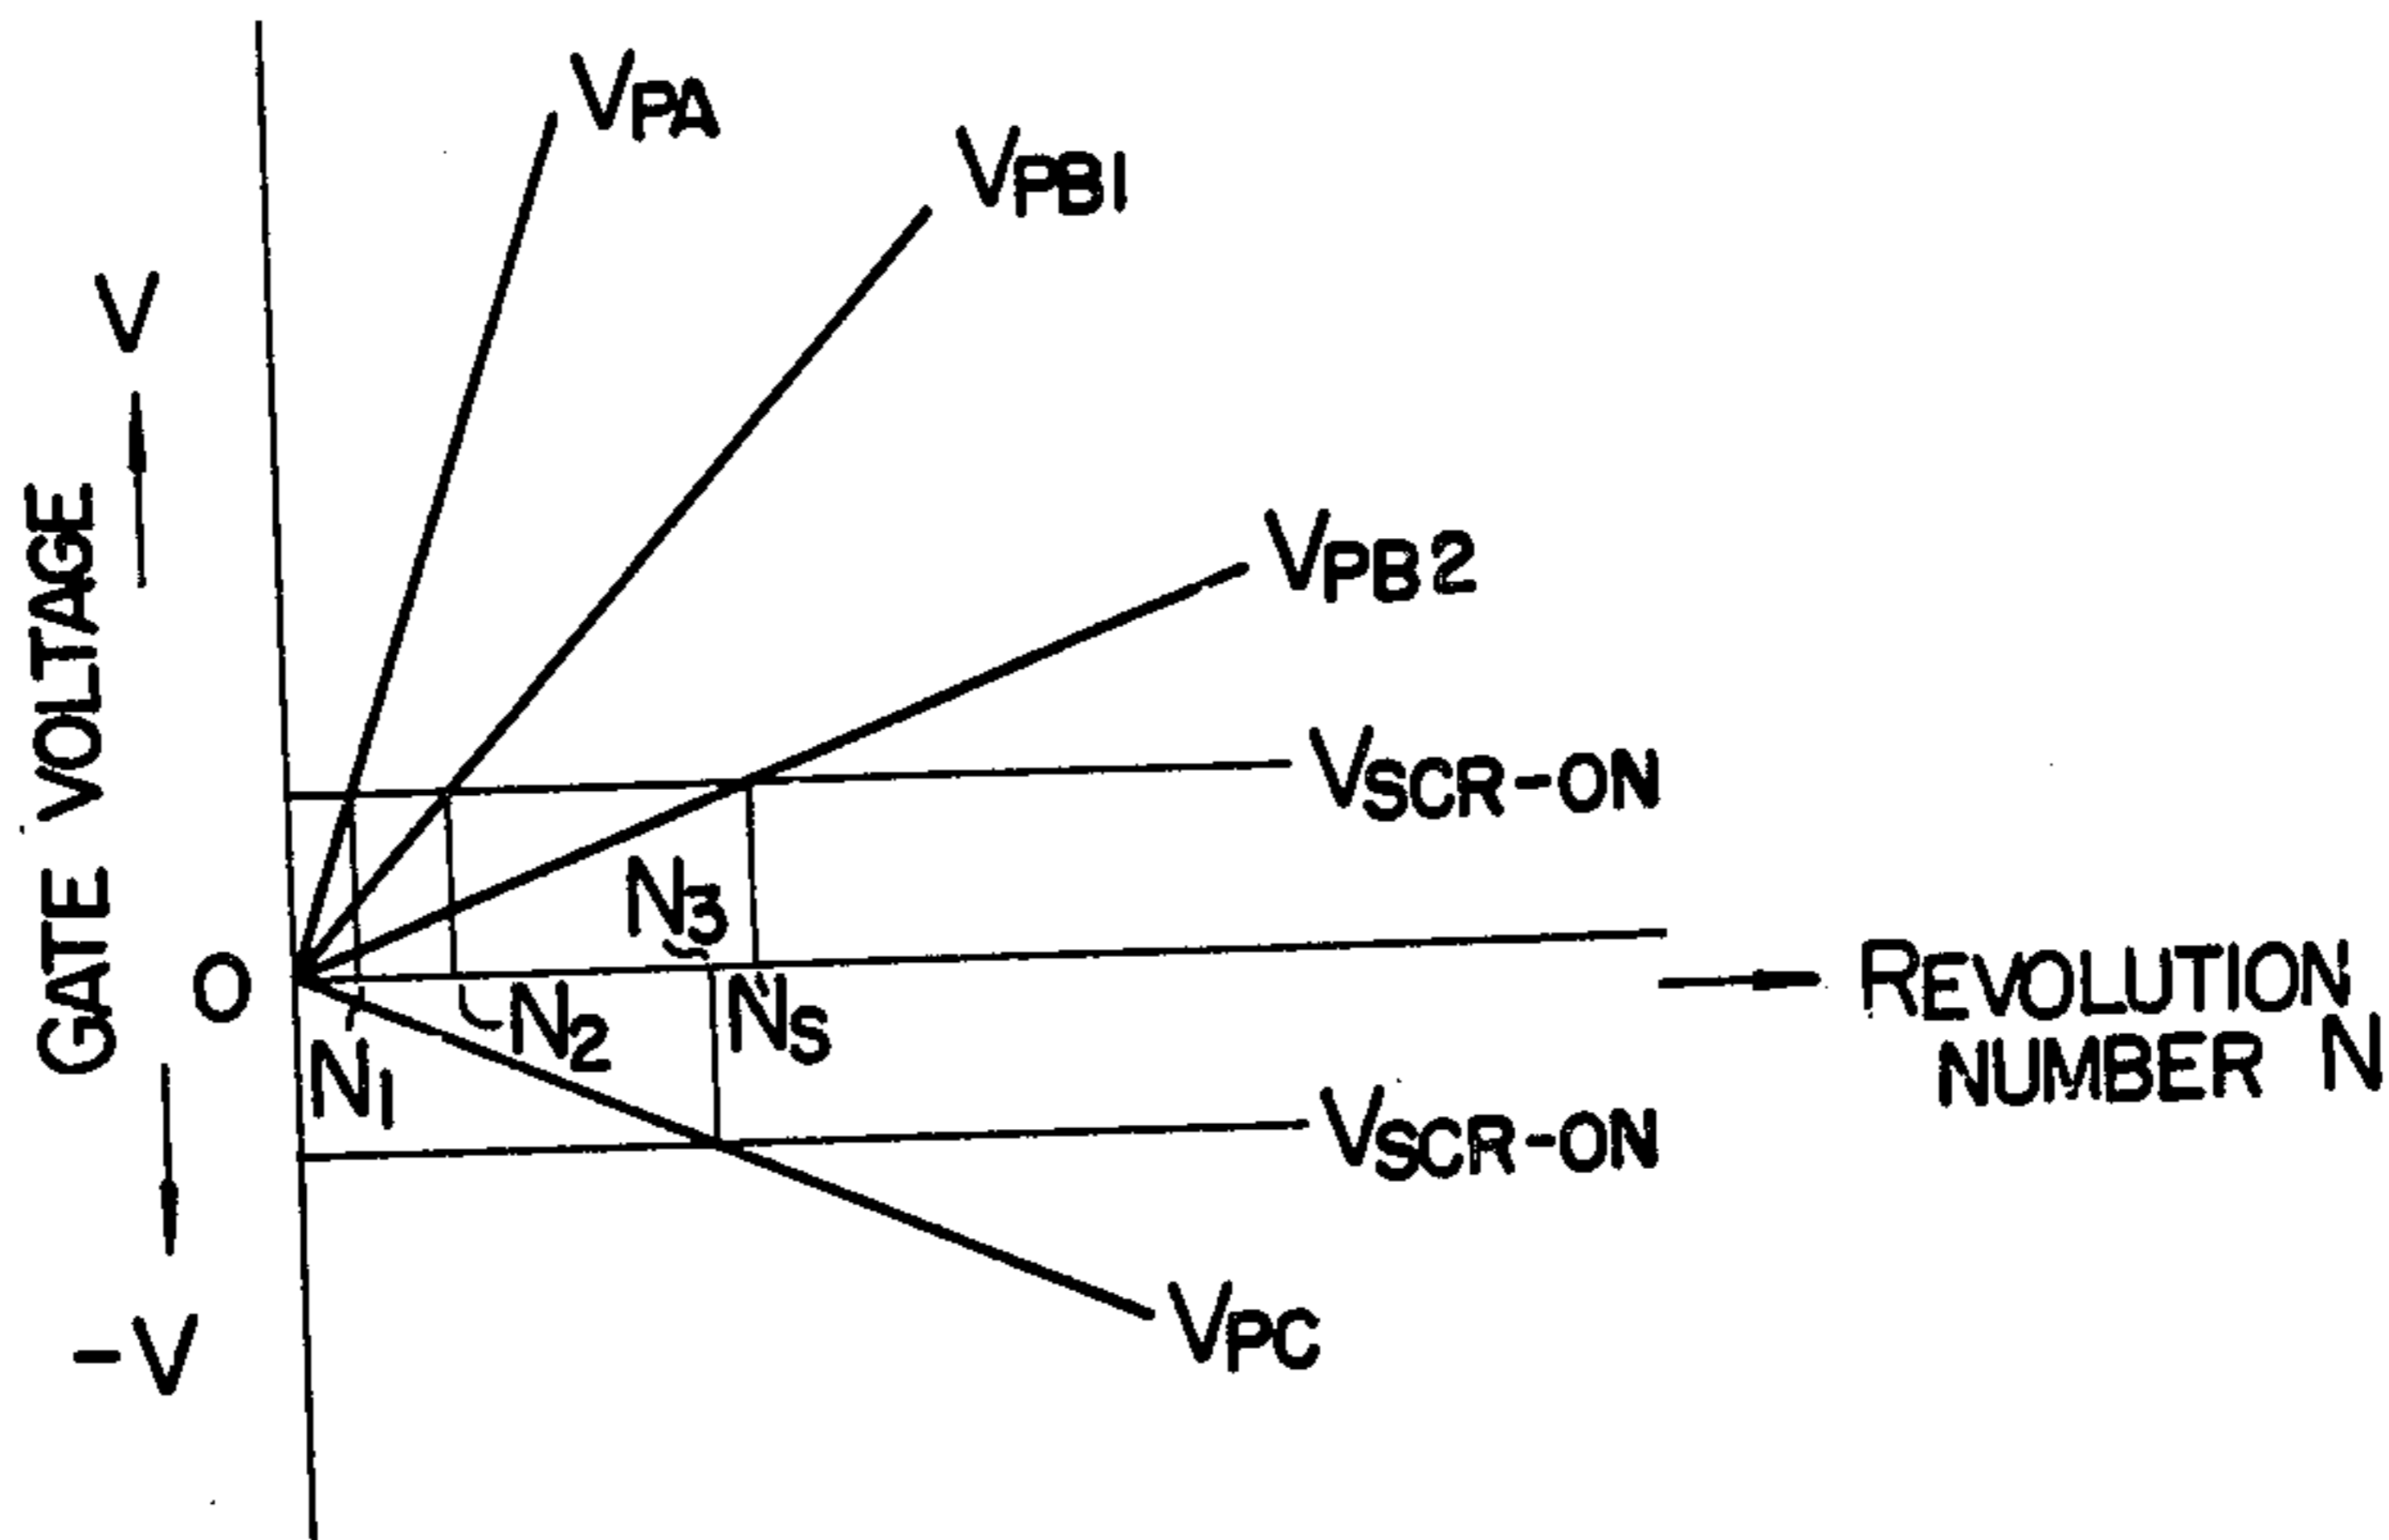 VPA
VPB1
V
GATE VOLTAGE
VPB2
VSCR-ON
N3
O
N1
N2
NS
REVOLUTION
NUMBER N
VSCR-ON
-V
VPC